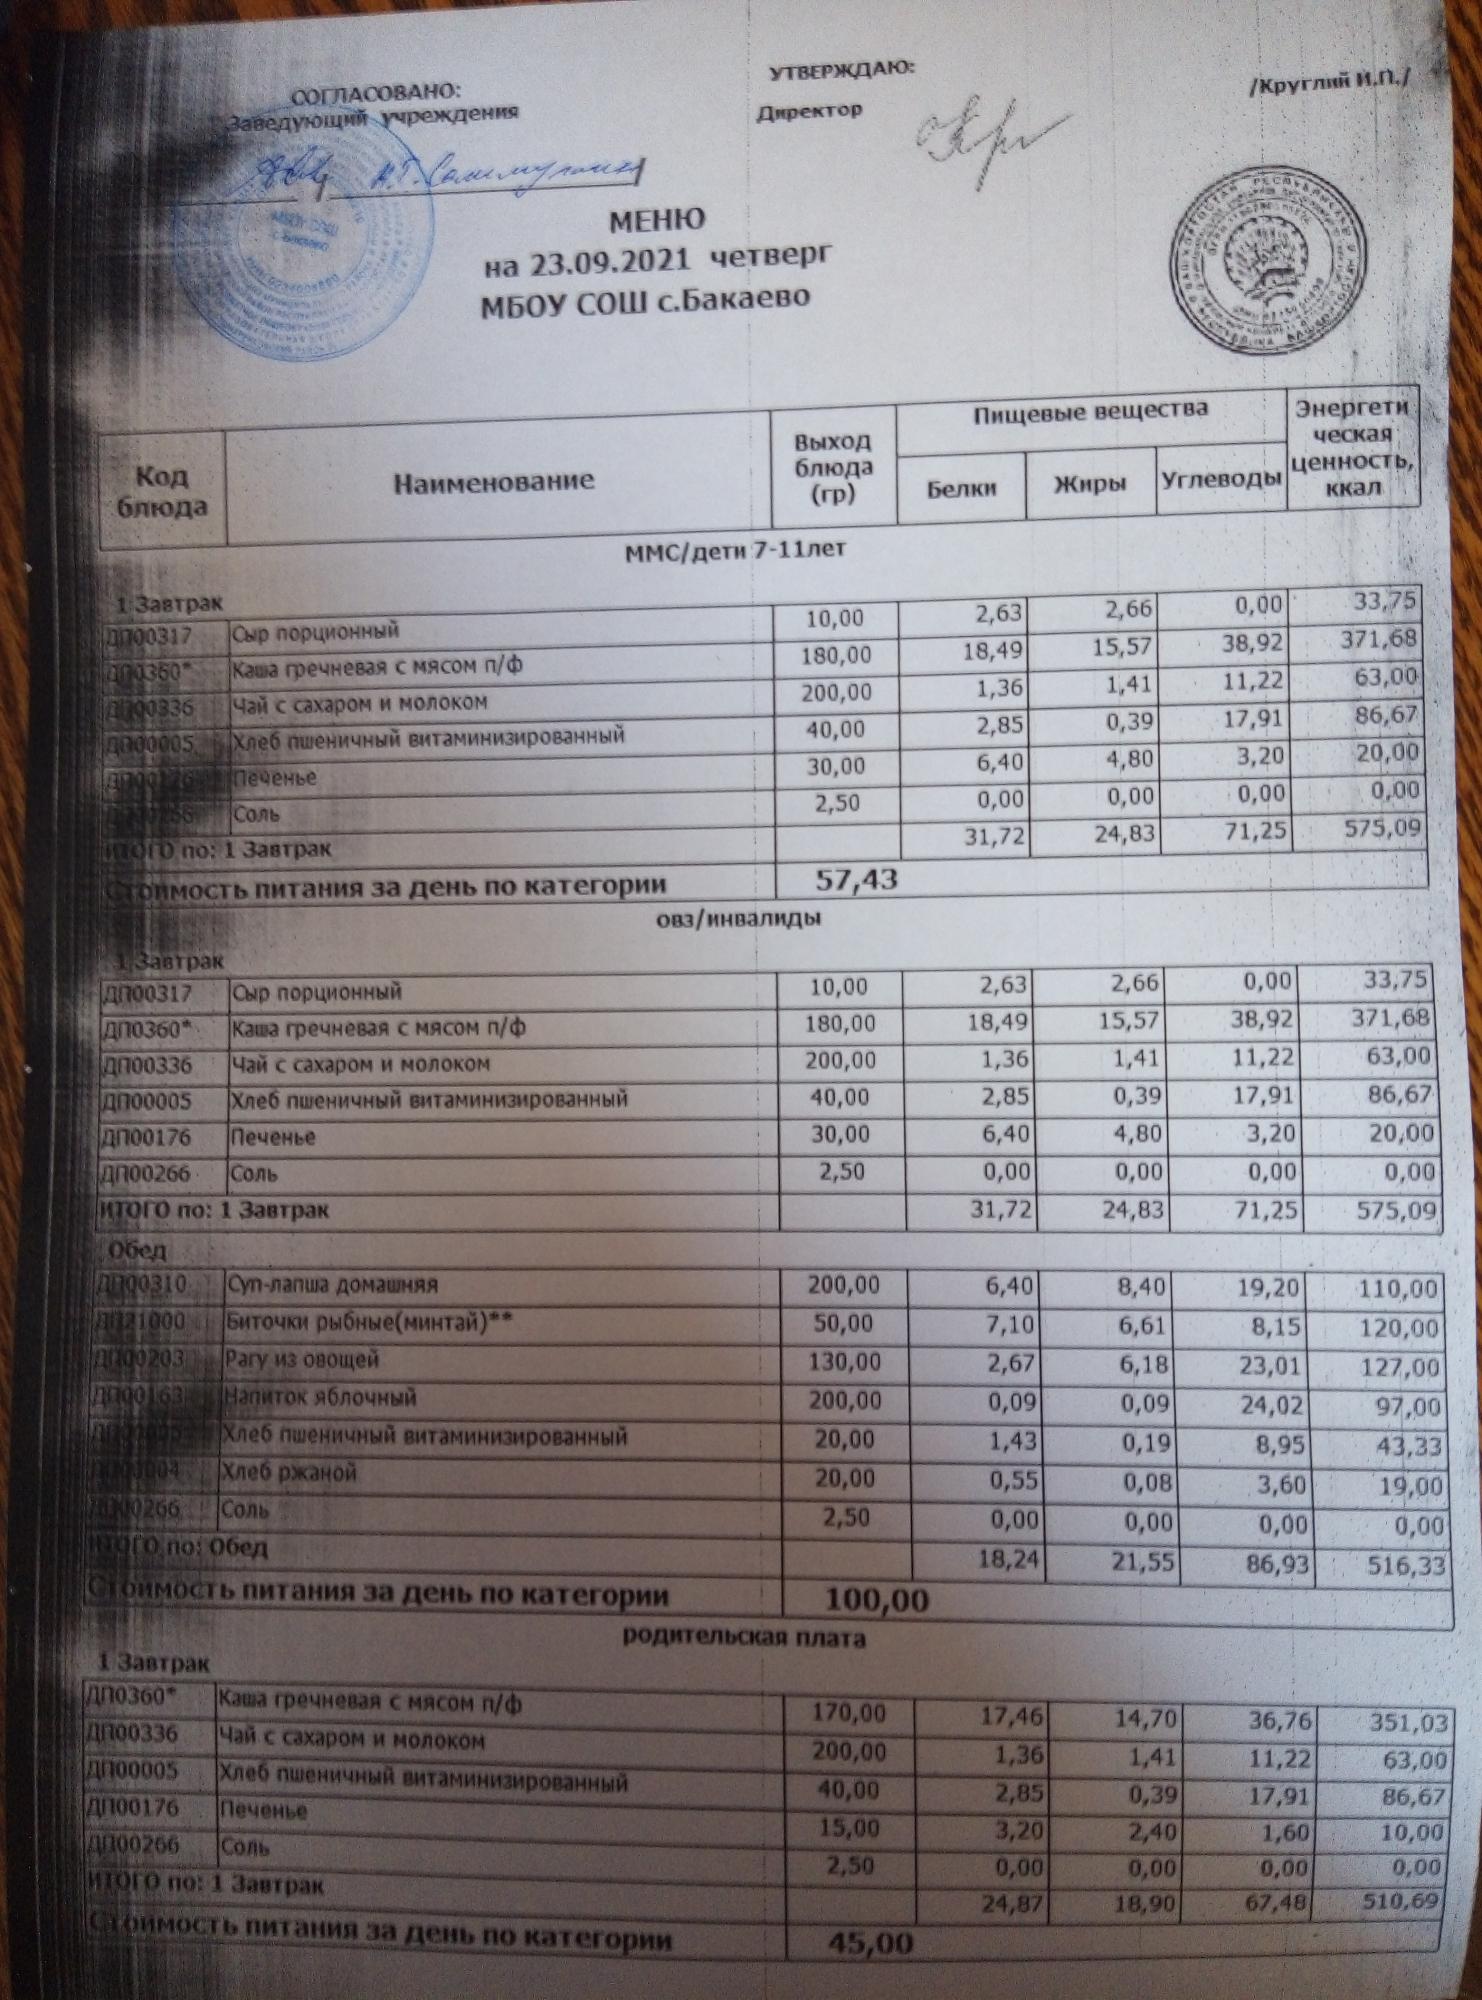 СОГЛАСОВАНО:
Заведующий учреждения
УТВЕРЖДАЮ:
Директор
/Круглий И.П./
МЕНЮ
на 23.09.2021 четверг
МБОУ СОШ с.Бакаево
Код блюда Наименование Выход блюда (гр) Пищевые вещества Энергети ческая ценность, ккал
Белки Жиры Углеводы
ММС/дети 7-11лет
1 Завтрак
ДП00317 Сыр порционный 10,00 2,63 2,66 0,00 33,75
ДП0360* Каша гречневая с мясом п/ф 180,00 18,49 15,57 38,92 371,68
ДП00336 Чай с сахаром и молоком 200,00 1,36 1,41 11,22 63,00
ДП00005 Хлеб пшеничный витаминизированный 40,00 2,85 0,39 17,91 86,67
ДП00176 Печенье 30,00 6,40 4,80 3,20 20,00
Соль 2,50 0,00 0,00 0,00 0,00
ИТОГО по: 1 Завтрак 31,72 24,83 71,25 575,09
Стоимость питания за день по категории 57,43
овз/инвалиды
1 Завтрак
ДП00317 Сыр порционный 10,00 2,63 2,66 0,00 33,75
ДП0360* Каша гречневая с мясом п/ф 180,00 18,49 15,57 38,92 371,68
ДП00336 Чай с сахаром и молоком 200,00 1,36 1,41 11,22 63,00
ДП00005 Хлеб пшеничный витаминизированный 40,00 2,85 0,39 17,91 86,67
ДП00176 Печенье 30,00 6,40 4,80 3,20 20,00
ДП00266 Соль 2,50 0,00 0,00 0,00 0,00
ИТОГО по: 1 Завтрак 31,72 24,83 71,25 575,09
Обед
ДП00310 Суп-лапша домашняя 200,00 6,40 8,40 19,20 110,00
ДП21000 Биточки рыбные(минтай)** 50,00 7,10 6,61 8,15 120,00
ДП00203 Рагу из овощей 130,00 2,67 6,18 23,01 127,00
ДП00163 Напиток яблочный 200,00 0,09 0,09 24,02 97,00
Хлеб пшеничный витаминизированный 20,00 1,43 0,19 8,95 43,33
ДП00004 Хлеб ржаной 20,00 0,55 0,08 3,60 19,00
ДП00266 Соль 2,50 0,00 0,00 0,00 0,00
ИТОГО по: Обед 18,24 21,55 86,93 516,33
Стоимость питания за день по категории 100,00
родительская плата
1 Завтрак
ДП0360* Каша гречневая с мясом п/ф 170,00 17,46 14,70 36,76 351,03
ДП00336 Чай с сахаром и молоком 200,00 1,36 1,41 11,22 63,00
ДП00005 Хлеб пшеничный витаминизированный 40,00 2,85 0,39 17,91 86,67
ДП00176 Печенье 15,00 3,20 2,40 1,60 10,00
ДП00266 Соль 2,50 0,00 0,00 0,00 0,00
ИТОГО по: 1 Завтрак 24,87 18,90 67,48 510,69
Стоимость питания за день по категории 45,00